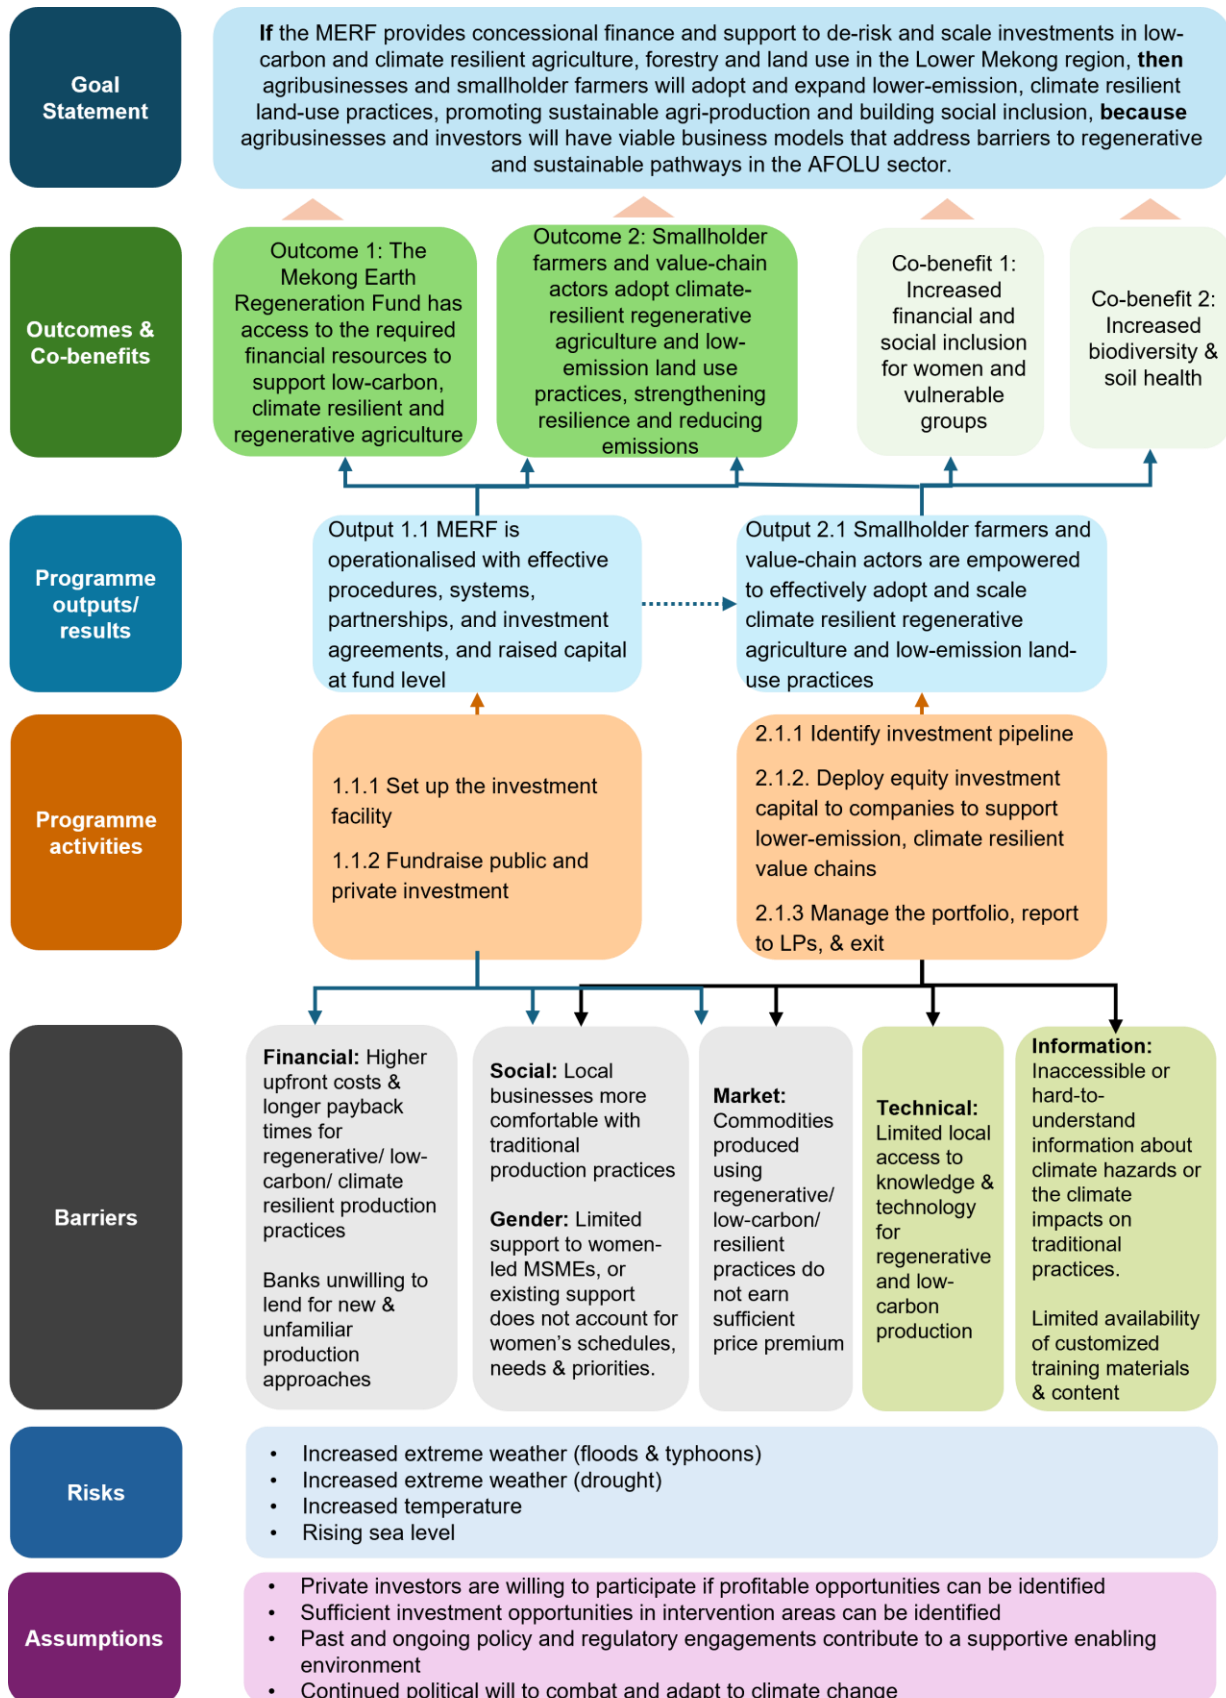 Goal
Statement
If the MERF provides concessional finance and support to de-risk and scale investments in low-
carbon and climate resilient agriculture, forestry and land use in the Lower Mekong region, then
agribusinesses and smallholder farmers will adopt and expand lower-emission, climate resilient
land-use practices, promoting sustainable agri-production and building social inclusion, because
agribusinesses and investors will have viable business models that address barriers to regenerative
and sustainable pathways in the AFOLU sector.
Outcomes &
Co-benefits
Outcome 1: The
Mekong Earth
Regeneration Fund has
access to the required
financial resources to
support low-carbon,
climate resilient and
regenerative agriculture
Outcome 2: Smallholder
farmers and value-chain
actors adopt climate-
resilient regenerative
agriculture and low-
emission land use
practices, strengthening
resilience and reducing
emissions
Co-benefit 1:
Increased
financial and
social inclusion
for women and
vulnerable
groups
Co-benefit 2:
Increased
biodiversity &
soil health
Programme
outputs/
results
Output 1.1 MERF is
operationalised with effective
procedures, systems,
partnerships, and investment
agreements, and raised capital
at fund level
Output 2.1 Smallholder farmers and
value-chain actors are empowered
to effectively adopt and scale
climate resilient regenerative
agriculture and low-emission land-
use practices
Programme
activities
1.1.1 Set up the investment
facility
1.1.2 Fundraise public and
private investment
2.1.1 Identify investment pipeline
2.1.2. Deploy equity investment
capital to companies to support
lower-emission, climate resilient
value chains
2.1.3 Manage the portfolio, report
to LPs, & exit
Barriers
Financial: Higher
upfront costs &
longer payback
times for
regenerative/ low-
carbon/ climate
resilient production
practices
Banks unwilling to
lend for new &
unfamiliar
production
approaches
Social: Local
businesses more
comfortable with
traditional
production practices
Gender: Limited
support to women-
led MSMEs, or
existing support
does not account for
women's schedules,
needs & priorities.
Market:
Commodities
produced
using
regenerative/
low-carbon/
resilient
practices do
not earn
sufficient
price premium
Technical:
Limited local
access to
knowledge &
technology
for
regenerative
and low-
carbon
production
Information:
Inaccessible or
hard-to-
understand
information about
climate hazards or
the climate
impacts on
traditional
practices.
Limited availability
of customized
training materials
& content
Risks
• Increased extreme weather (floods & typhoons)
• Increased extreme weather (drought)
• Increased temperature
• Rising sea level
Assumptions
• Private investors are willing to participate if profitable opportunities can be identified
• Sufficient investment opportunities in intervention areas can be identified
• Past and ongoing policy and regulatory engagements contribute to a supportive enabling
environment
• Continued political will to combat and adapt to climate change